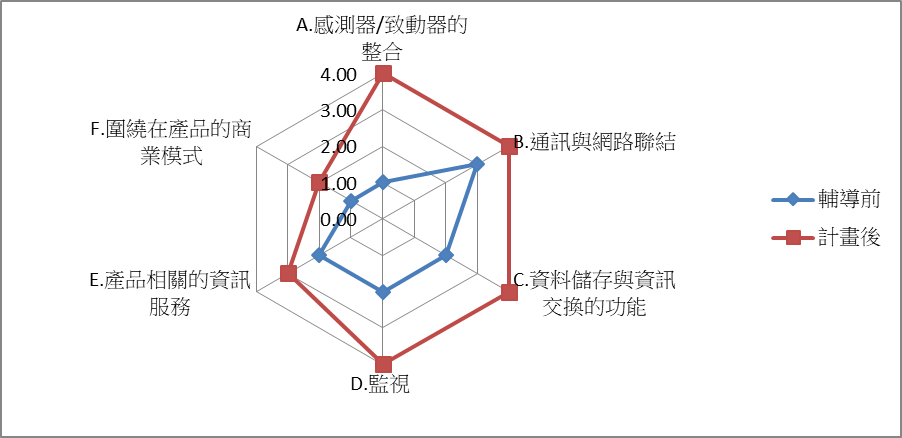 A.感測器/致動器的
整合
4.00
3.00
2.00
1.00
0.00
B.通訊與網路聯結
C.資料儲存與資訊
交換的功能
D.監視
E.產品相關的資訊
服務
F.圍繞在產品的商
業模式
輔導前
計畫後